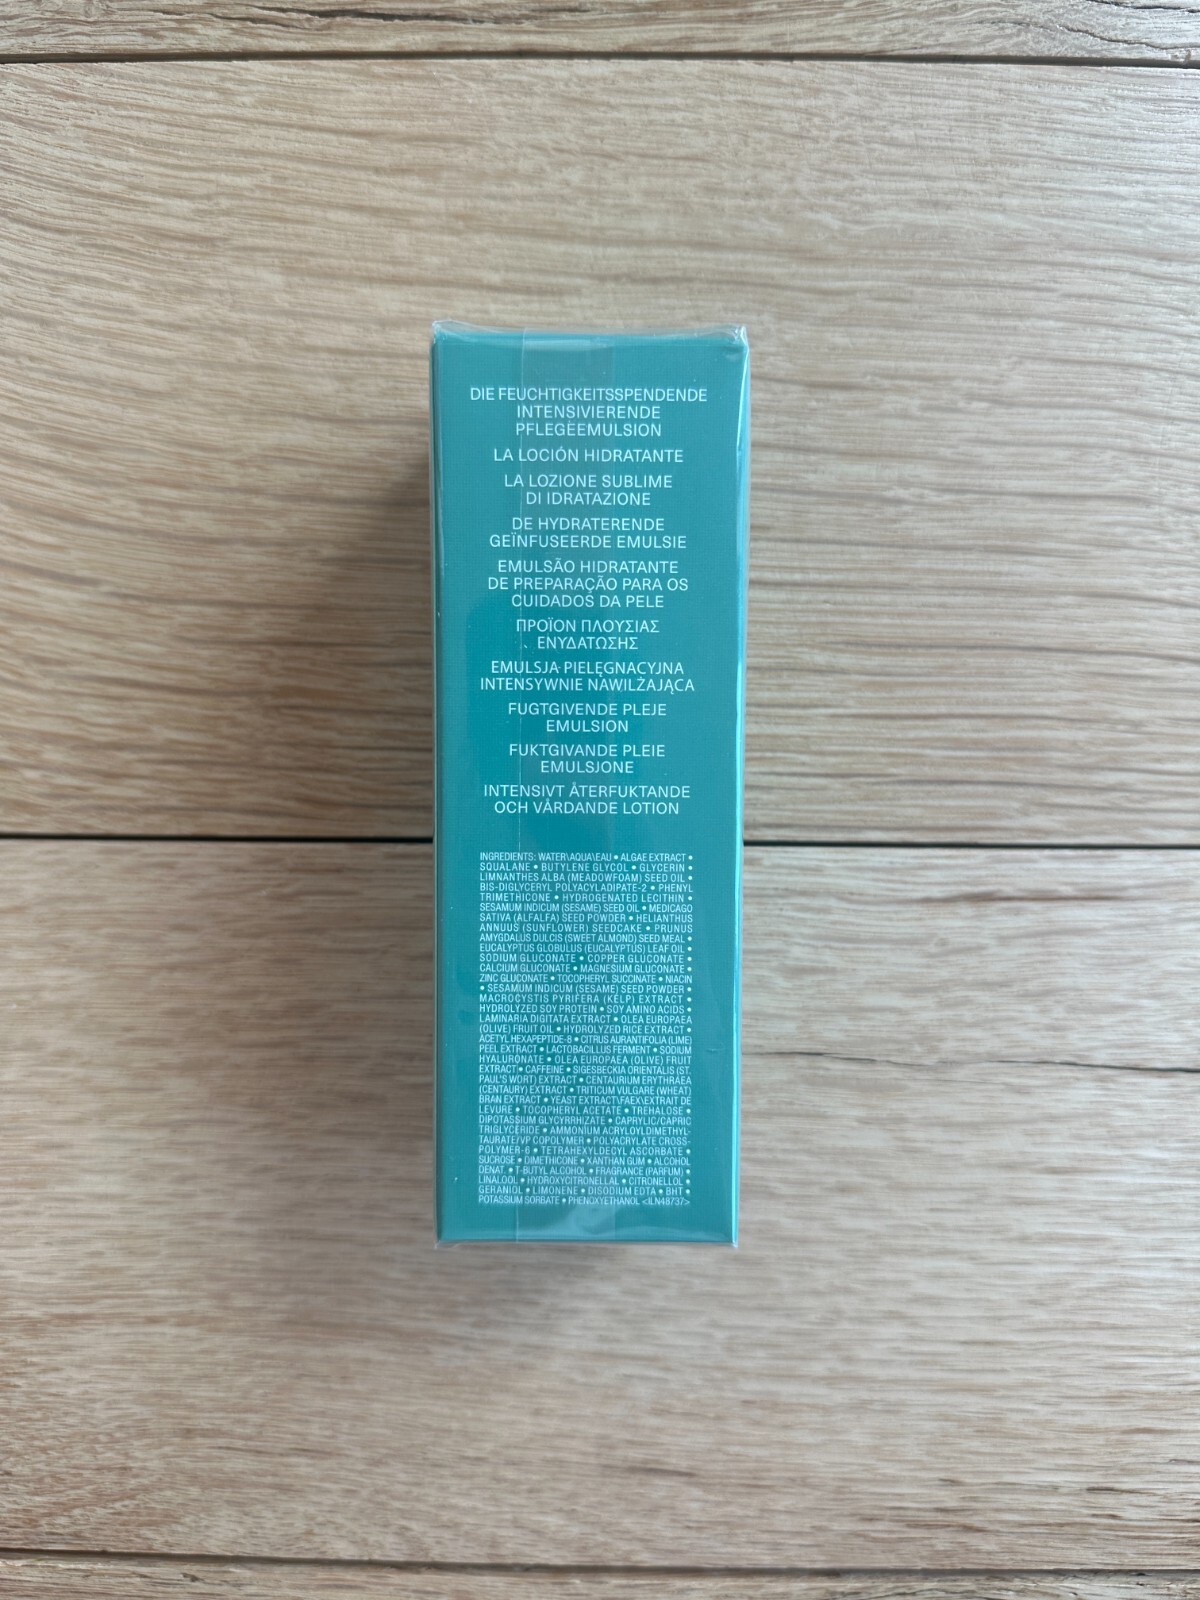 DIE FEUCHTIGKEITSSPENDENDE
INTENSIVIERENDE
PFLEGEEMULSION
LA LOCIÓN HIDRATANTE
LA LOZIONE SUBLIME
DI IDRATAZIONE
DE HYDRATERENDE
GEÏNFUSEERDE EMULSIE
EMULSÃO HIDRATANTE
DE PREPARAÇÃO PARA OS
CUIDADOS DA PELE
ΠΡΟΪΟΝ ΠΛΟΥΣΙΑΣ
ΕΝΥΔΑΤΩΣΗΣ
EMULSJA PIELĘGNACYJNA
INTENSYWNIE NAWILŻAJĄCA
FUGTGIVENDE PLEJE
EMULSION
FUKTGIVANDE PLEIE
EMULSJONE
INTENSIVT ÅTERFUKTANDE
OCH VÅRDANDE LOTION
INGREDIENTS: WATER\AQUA\EAU • ALGAE EXTRACT •
SQUALANE • BUTYLENE GLYCOL • GLYCERIN •
LIMNANTHES ALBA (MEADOWFOAM) SEED OIL •
BIS-DIGLYCERYL POLYACYLADIPATE-2 • PHENYL
TRIMETHICONE • HYDROGENATED LECITHIN •
SESAMUM INDICUM (SESAME) SEED OIL • MEDICAGO
SATIVA (ALFALFA) SEED POWDER • HELIANTHUS
ANNUUS (SUNFLOWER) SEEDCAKE • PRUNUS
AMYGDALUS DULCIS (SWEET ALMOND) SEED MEAL •
EUCALYPTUS GLOBULUS (EUCALYPTUS) LEAF OIL •
SODIUM GLUCONATE • COPPER GLUCONATE •
CALCIUM GLUCONATE • MAGNESIUM GLUCONATE •
ZINC GLUCONATE • TOCOPHERYL SUCCINATE • NIACIN
• SESAMUM INDICUM (SESAME) SEED POWDER •
MACROCYSTIS PYRIFERA (KELP) EXTRACT •
HYDROLYZED SOY PROTEIN • SOY AMINO ACIDS •
LAMINARIA DIGITATA EXTRACT • OLEA EUROPAEA
(OLIVE) FRUIT OIL • HYDROLYZED RICE EXTRACT •
ACETYL HEXAPEPTIDE-8 • CITRUS AURANTIFOLIA (LIME)
PEEL EXTRACT • LACTOBACILLUS FERMENT • SODIUM
HYALURONATE • OLEA EUROPAEA (OLIVE) FRUIT
EXTRACT • CAFFEINE • SIGESBECKIA ORIENTALIS (ST.
PAUL'S WORT) EXTRACT • CENTAURIUM ERYTHRAEA
(CENTAURY) EXTRACT • TRITICUM VULGARE (WHEAT)
BRAN EXTRACT • YEAST EXTRACT\FAEX\EXTRAIT DE
LEVURE • TOCOPHERYL ACETATE • TREHALOSE •
DIPOTASSIUM GLYCYRRHIZATE • CAPRYLIC/CAPRIC
TRIGLYCERIDE • AMMONIUM ACRYLOYLDIMETHYL-
TAURATE/VP COPOLYMER • POLYACRYLATE CROSS-
POLYMER-6 • TETRAHEXYLDECYL ASCORBATE •
SUCROSE • DIMETHICONE • XANTHAN GUM • ALCOHOL
DENAT. • T-BUTYL ALCOHOL • FRAGRANCE (PARFUM) •
LINALOOL • HYDROXYCITRONELLAL • CITRONELLOL •
GERANIOL • LIMONENE • DISODIUM EDTA • BHT •
POTASSIUM SORBATE • PHENOXYETHANOL <ILN48737>